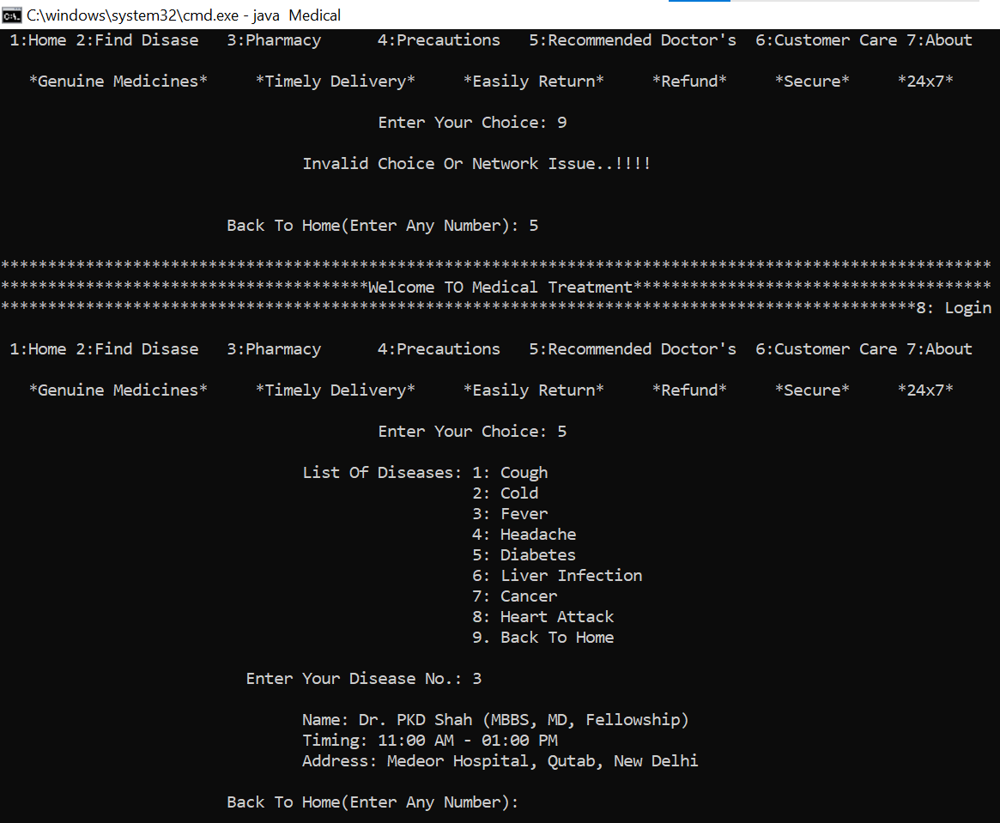 C:\windows\system32\cmd.exe - java  Medical
1:Home 2:Find Disase   3:Pharmacy      4:Precautions   5:Recommended Doctor's  6:Customer Care 7:About
*Genuine Medicines*     *Timely Delivery*     *Easily Return*     *Refund*     *Secure*     *24x7*
Enter Your Choice: 9
Invalid Choice Or Network Issue..!!!!
Back To Home(Enter Any Number): 5
*********************************************************************************************************
***************************************Welcome TO Medical Treatment**************************************
*************************************************************************************************8: Login
1:Home 2:Find Disase   3:Pharmacy      4:Precautions   5:Recommended Doctor's  6:Customer Care 7:About
*Genuine Medicines*     *Timely Delivery*     *Easily Return*     *Refund*     *Secure*     *24x7*
Enter Your Choice: 5
List Of Diseases: 1: Cough
2: Cold
3: Fever
4: Headache
5: Diabetes
6: Liver Infection
7: Cancer
8: Heart Attack
9. Back To Home
Enter Your Disease No.: 3
Name: Dr. PKD Shah (MBBS, MD, Fellowship)
Timing: 11:00 AM - 01:00 PM
Address: Medeor Hospital, Qutab, New Delhi
Back To Home(Enter Any Number):